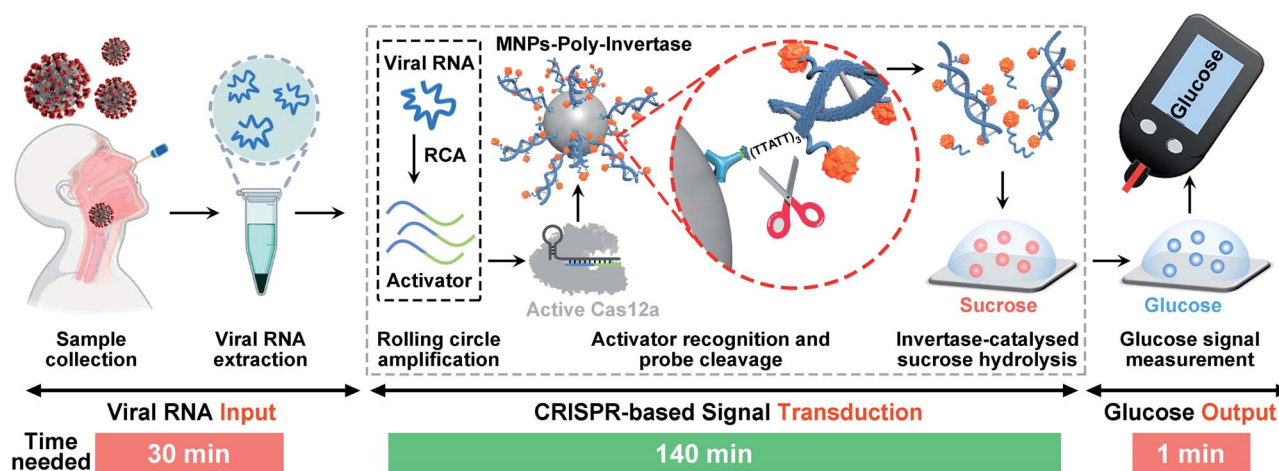 MNPs-Poly-Invertase
Viral RNA
RCA
Activator
Active Cas12a
(TTATT)3
Sucrose
Glucose
Glucose
Sample
collection
Viral RNA
extraction
Rolling circle
amplification
Activator recognition and
probe cleavage
Invertase-catalysed
sucrose hydrolysis
Glucose signal
measurement
Viral RNA Input
CRISPR-based Signal Transduction
Glucose Output
Time
needed
30 min
140 min
1 min